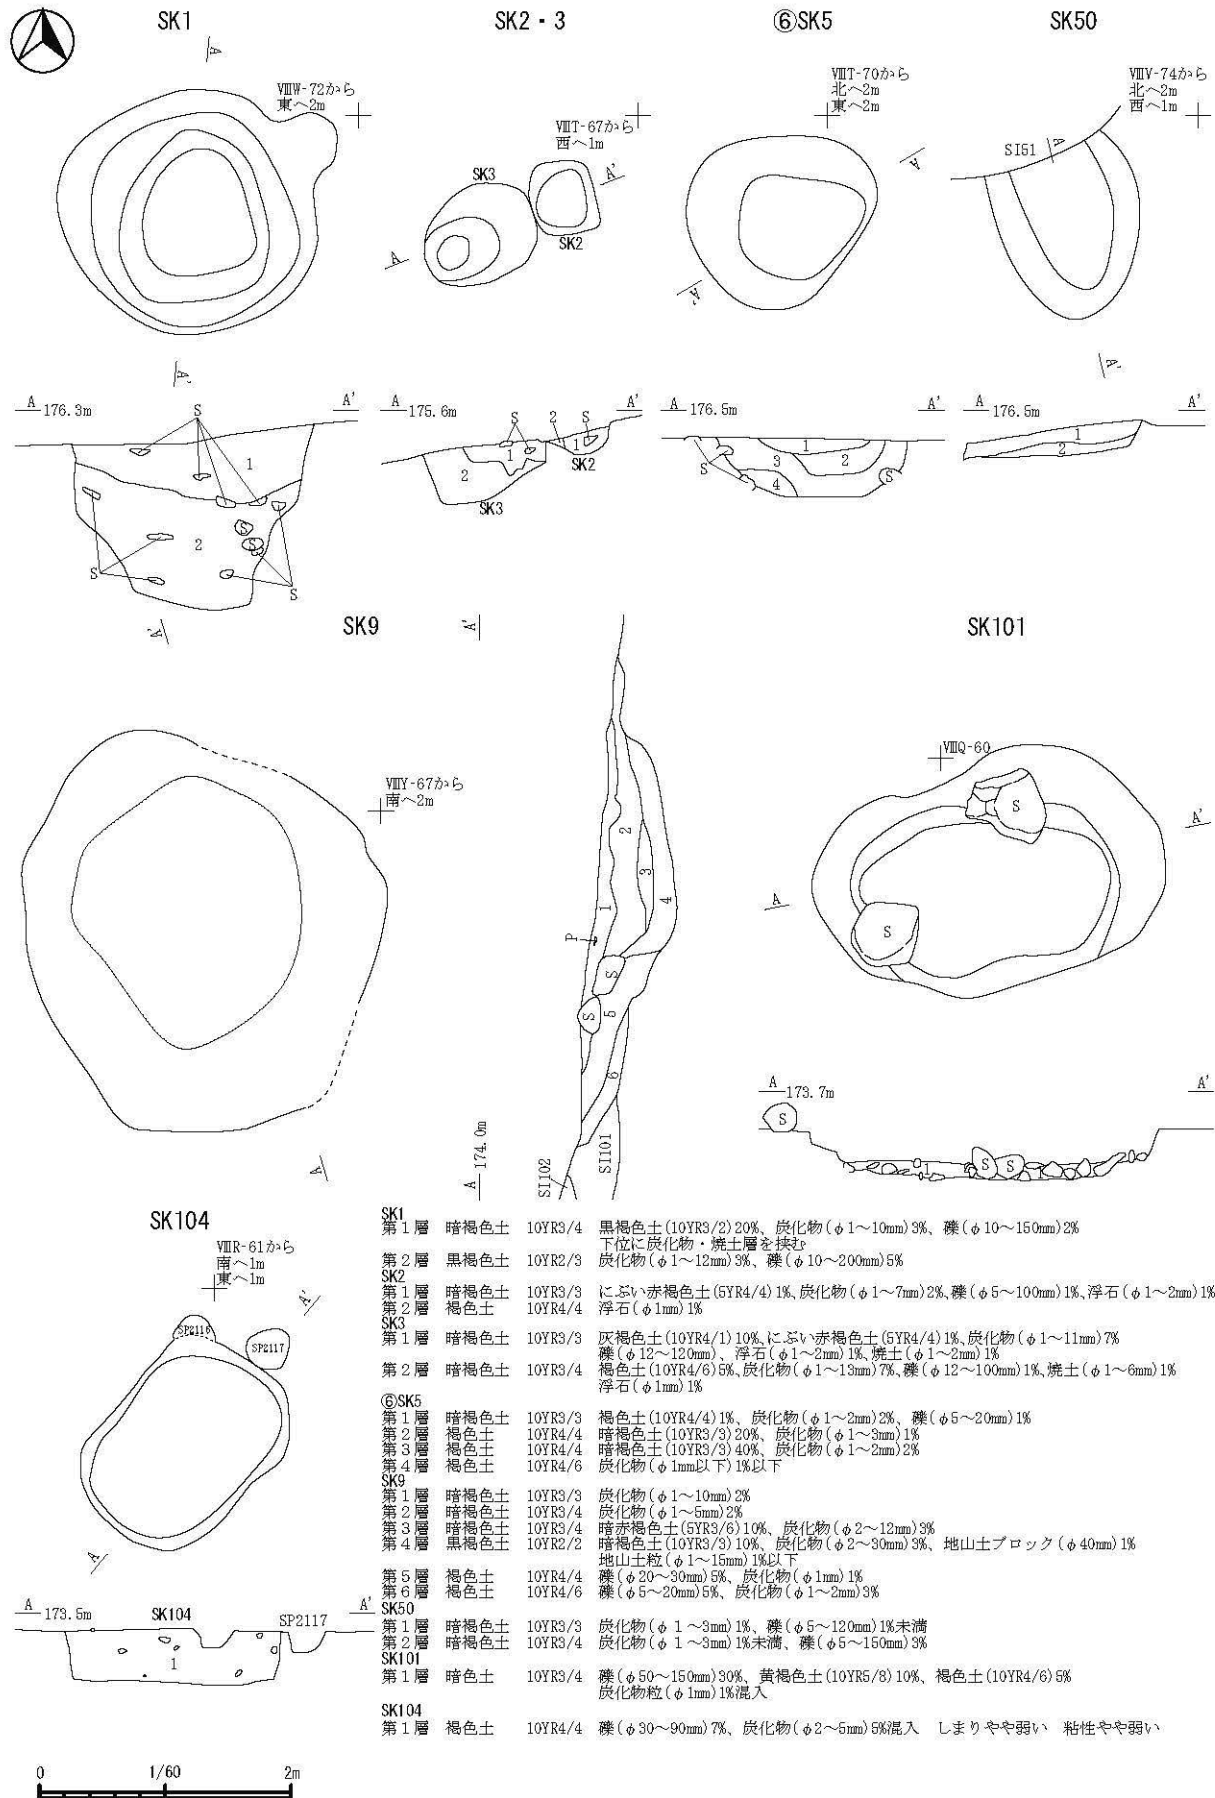 SK1
SK2・3
⑥SK5
SK50
A
ⅧW-72から
東へ2m
A'
ⅧT-67から
西へ1m
SK3
SK2
A
A'
ⅧT-70から
北へ2m
東へ2m
A
A'
ⅧV-74から
北へ2m
西へ1m
SI51
A
A'
A 176.3m A'
S
1
2
S
S
S
S
A 175.6m A'
S 2 S
1
1
2
SK2
SK3
A 176.5m A'
1
2
3
4
S
S
A 176.5m A'
1
2
SK9
A'
ⅧY-67から
南へ2m
A
A'
1
2
3
4
P
S
S
5
6
A 174.0m
SI102
SI101
SK101
ⅧQ-60
S
S
A
A'
A 173.7m A'
S
1
S
S
1
SK104
ⅧR-61から
南へ1m
東へ1m
A'
SP2116
SP2117
A
A 173.5m SK104 SP2117 A'
1
SK1
第1層 暗褐色土 10YR3/4 黒褐色土(10YR3/2)20%、炭化物(φ1～10mm)3%、礫(φ10～150mm)2%
下位に炭化物・焼土層を挟む
第2層 黒褐色土 10YR2/3 炭化物(φ1～12mm)3%、礫(φ10～200mm)5%
SK2
第1層 暗褐色土 10YR3/3 にぶい赤褐色土(5YR4/4)1%、炭化物(φ1～7mm)2%、礫(φ5～100mm)1%、浮石(φ1～2mm)1%
第2層 褐色土 10YR4/4 浮石(φ1mm)1%
SK3
第1層 暗褐色土 10YR3/3 灰褐色土(10YR4/1)10%、にぶい赤褐色土(5YR4/4)1%、炭化物(φ1～11mm)7%
礫(φ12～120mm)、浮石(φ1～2mm)1%、焼土(φ1～2mm)1%
第2層 暗褐色土 10YR3/4 褐色土(10YR4/6)5%、炭化物(φ1～13mm)7%、礫(φ12～100mm)1%、焼土(φ1～6mm)1%
浮石(φ1mm)1%
⑥SK5
第1層 暗褐色土 10YR3/3 褐色土(10YR4/4)1%、炭化物(φ1～2mm)2%、礫(φ5～20mm)1%
第2層 褐色土 10YR4/4 暗褐色土(10YR3/3)20%、炭化物(φ1～3mm)1%
第3層 褐色土 10YR4/4 暗褐色土(10YR3/3)40%、炭化物(φ1～2mm)2%
第4層 褐色土 10YR4/6 炭化物(φ1mm以下)1%以下
SK9
第1層 暗褐色土 10YR3/3 炭化物(φ1～10mm)2%
第2層 暗褐色土 10YR3/4 炭化物(φ1～5mm)2%
第3層 暗褐色土 10YR3/4 暗赤褐色土(5YR3/6)10%、炭化物(φ2～12mm)3%
第4層 黒褐色土 10YR2/2 暗褐色土(10YR3/3)10%、炭化物(φ2～30mm)3%、地山土ブロック(φ40mm)1%
地山土粒(φ1～15mm)1%以下
第5層 褐色土 10YR4/4 礫(φ20～30mm)5%、炭化物(φ1mm)1%
第6層 褐色土 10YR4/6 礫(φ5～20mm)5%、炭化物(φ1～2mm)3%
SK50
第1層 暗褐色土 10YR3/3 炭化物(φ1～3mm)1%、礫(φ5～120mm)1%未満
第2層 暗褐色土 10YR3/4 炭化物(φ1～3mm)1%未満、礫(φ5～150mm)3%
SK101
第1層 暗色土 10YR3/4 礫(φ50～150mm)30%、黄褐色土(10YR5/8)10%、褐色土(10YR4/6)5%
炭化物粒(φ1mm)1%混入
SK104
第1層 褐色土 10YR4/4 礫(φ30～90mm)7%、炭化物(φ2～5mm)5%混入 しまりやや弱い 粘性やや弱い
0 1/60 2m